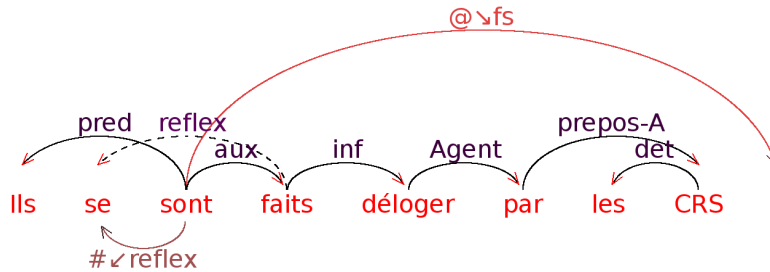 @↘fs
pred reflex prepos-A
aux inf Agent det
Ils se sont faits déloger par les CRS
#↙reflex